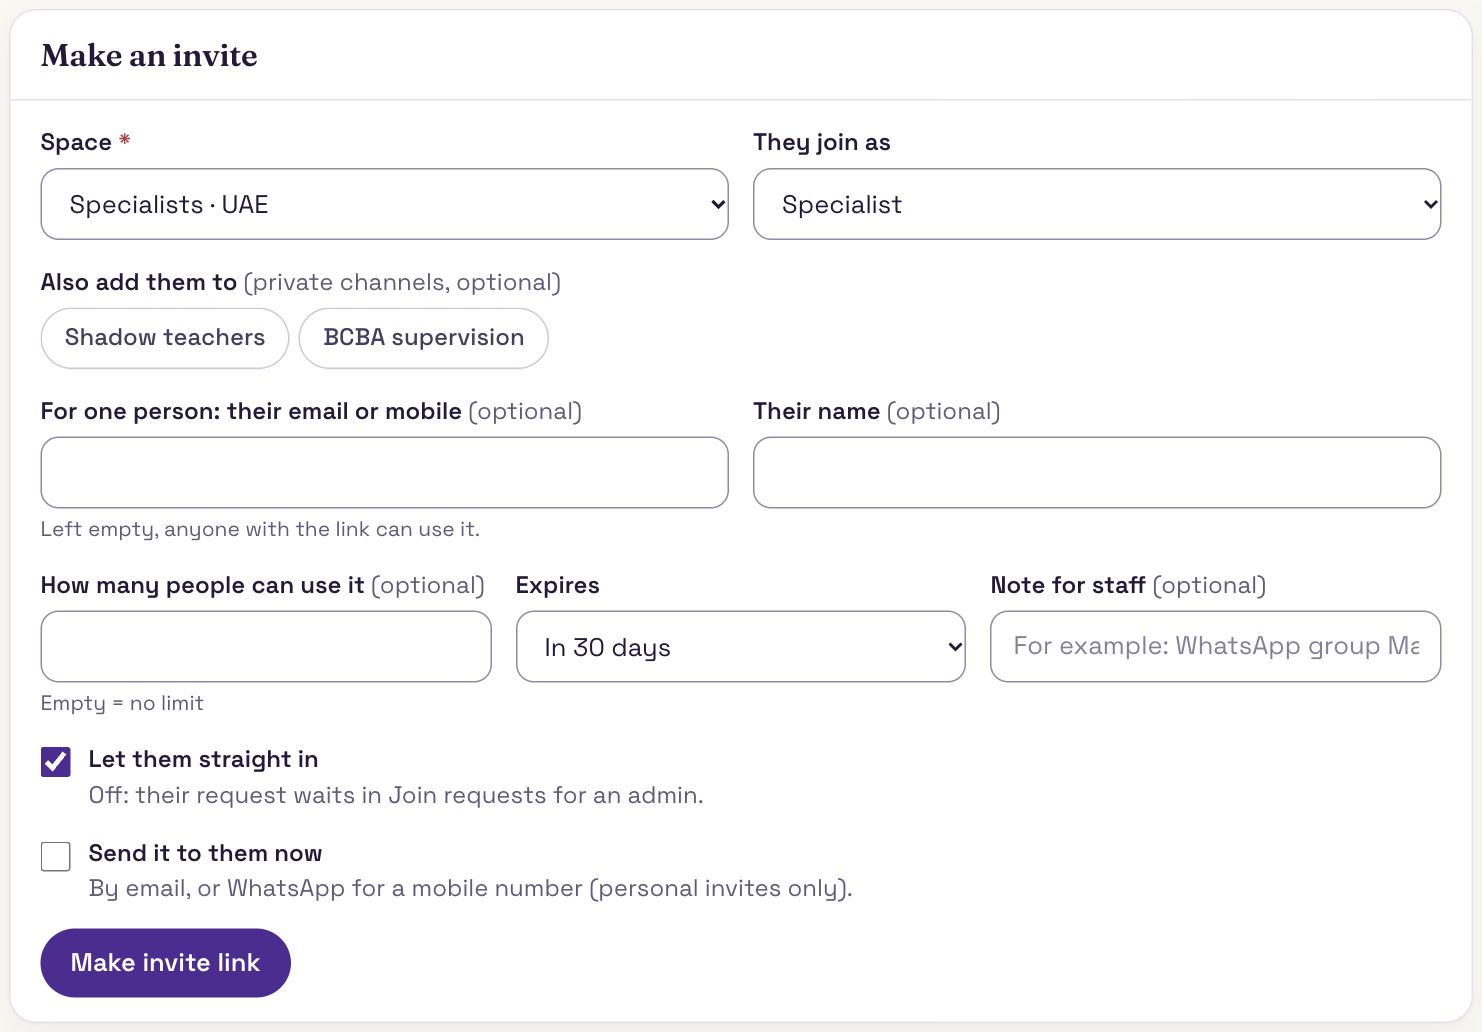 Make an invite
Space *
They join as
Specialists · UAE
Specialist
Also add them to (private channels, optional)
Shadow teachers
BCBA supervision
For one person: their email or mobile (optional)
Their name (optional)
Left empty, anyone with the link can use it.
How many people can use it (optional)
Expires
Note for staff (optional)
In 30 days
For example: WhatsApp group Ma
Empty = no limit
Let them straight in
Off: their request waits in Join requests for an admin.
Send it to them now
By email, or WhatsApp for a mobile number (personal invites only).
Make invite link